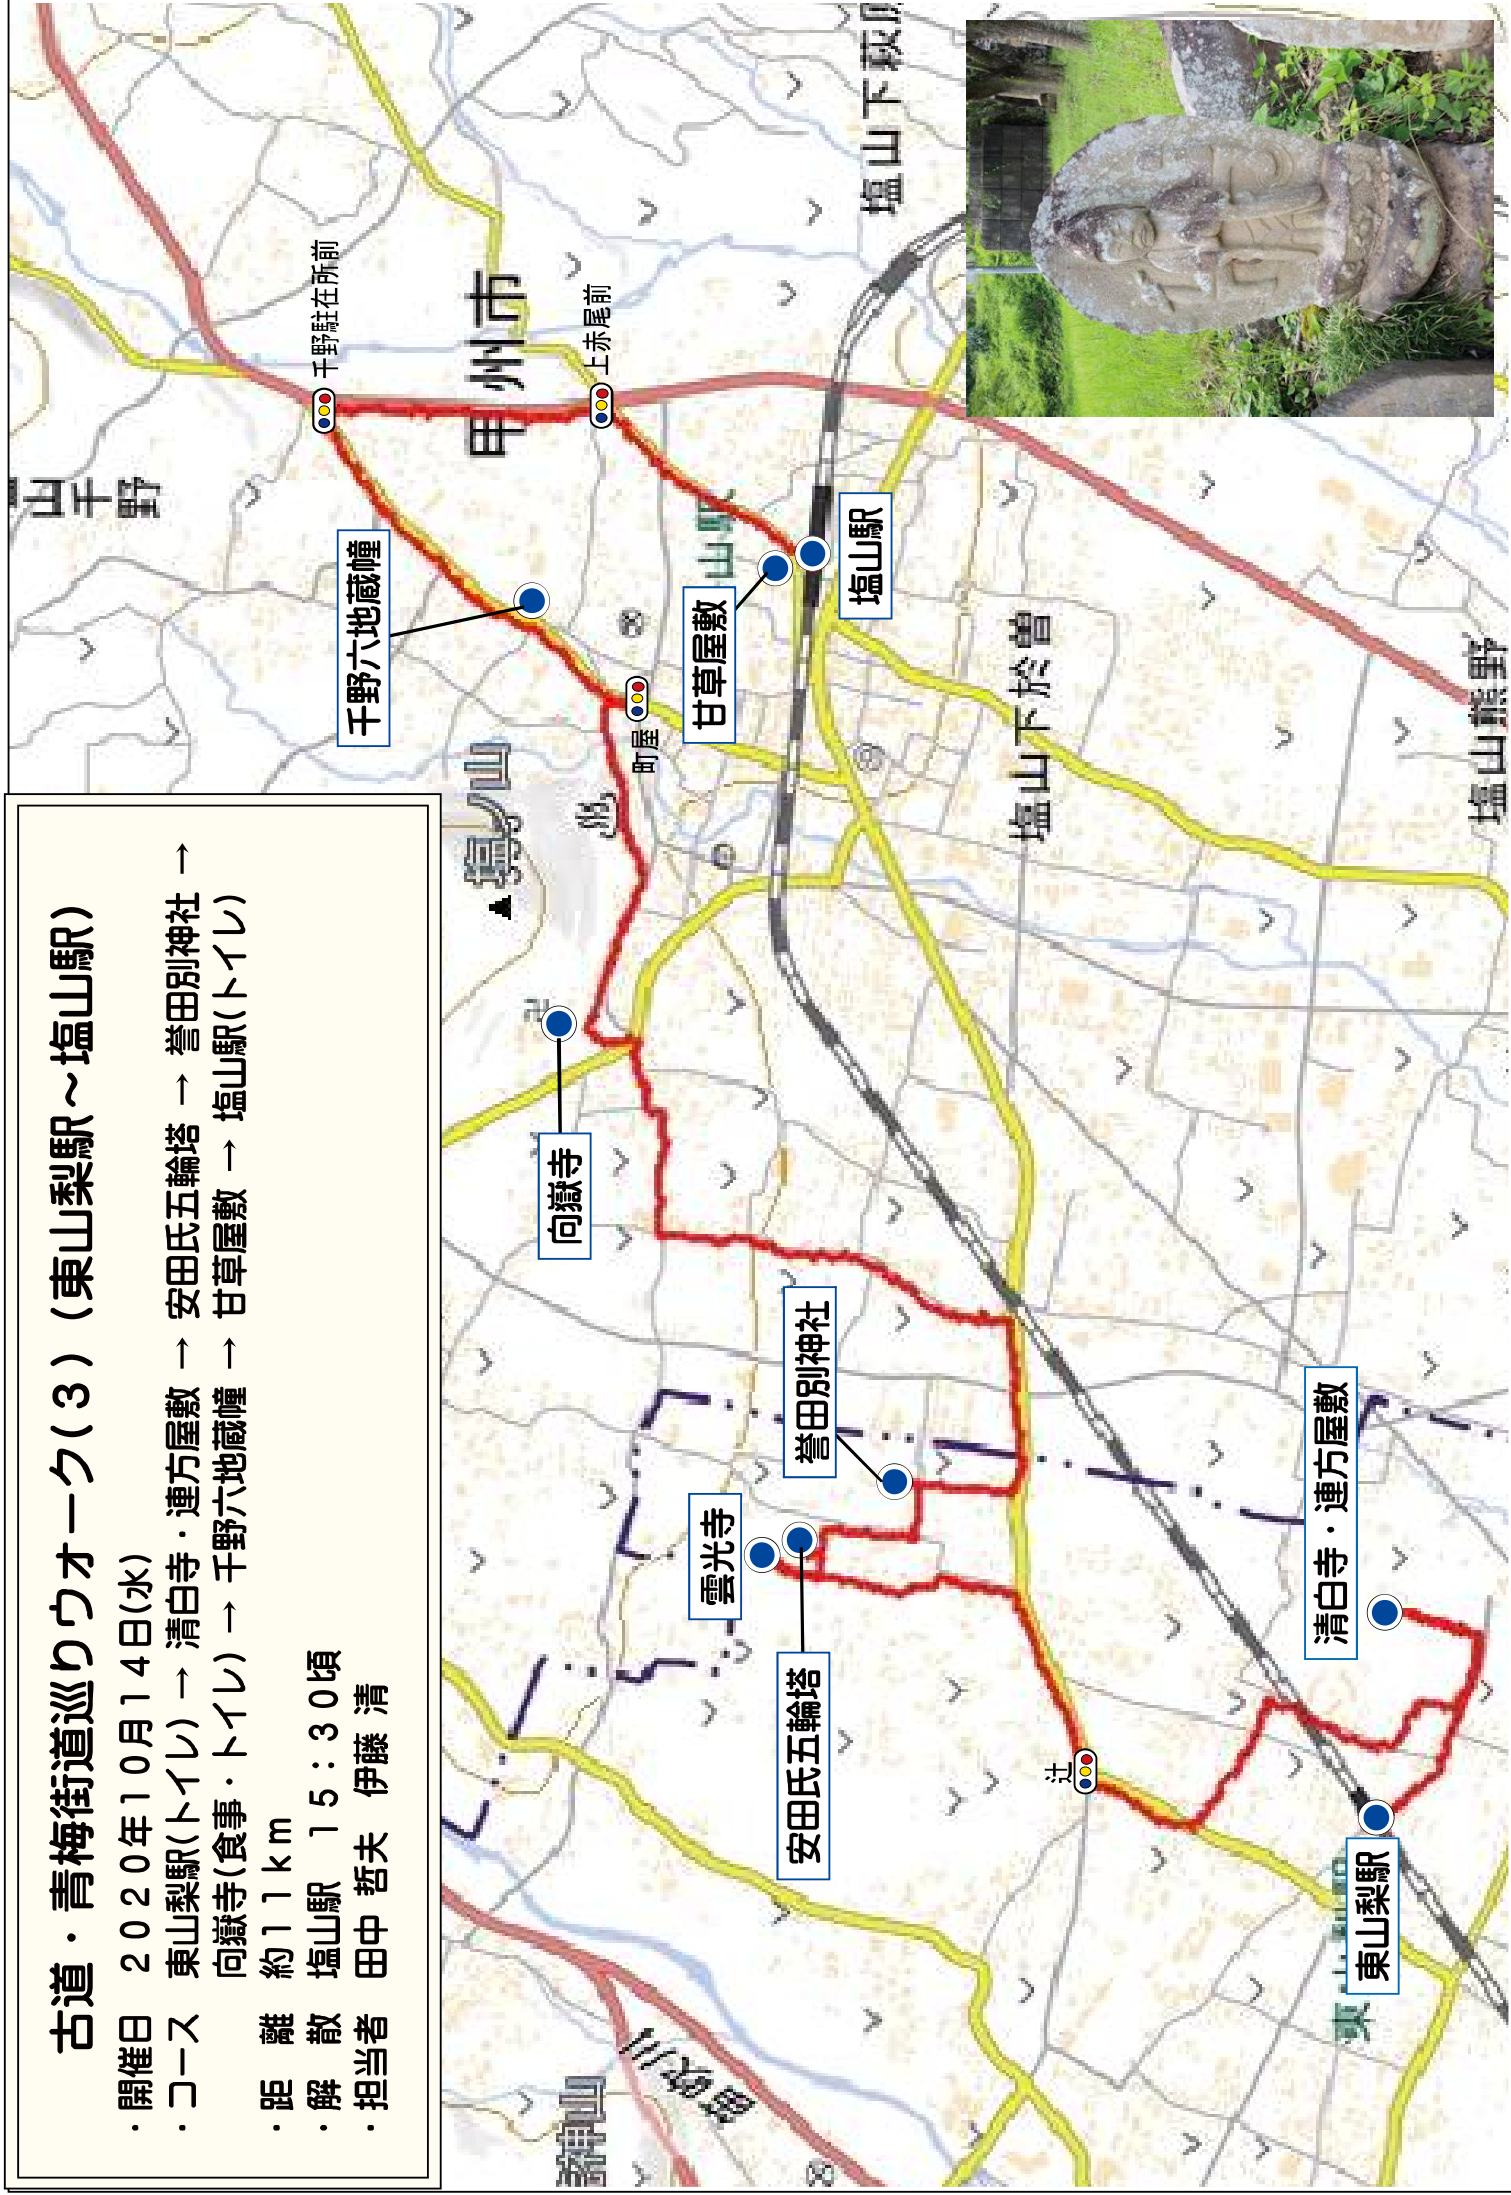 古道・青梅街道巡りウォーク(３)(東山梨駅～塩山駅)
・開催日　２０２０年１０月１４日(水)
・コース　東山梨駅(トイレ) → 清白寺・連方屋敷 → 安田氏五輪塔 → 誉田別神社 →
向嶽寺(食事・トイレ) → 千野六地蔵幢 → 甘草屋敷 → 塩山駅(トイレ)
・距　離　約１１ｋｍ
・解　散　塩山駅　１５：３０頃
・担当者　田中 哲夫　伊藤 清
千野駐在所前
甲州市
上赤尾前
塩山下萩原
山千野
千野六地蔵幢
山駅
甘草屋敷
塩山駅
町屋
塩ノ山
塩山下於曽
塩山熊野
向嶽寺
誉田別神社
雲光寺
安田氏五輪塔
清白寺・連方屋敷
辻
東山梨駅
笛吹川